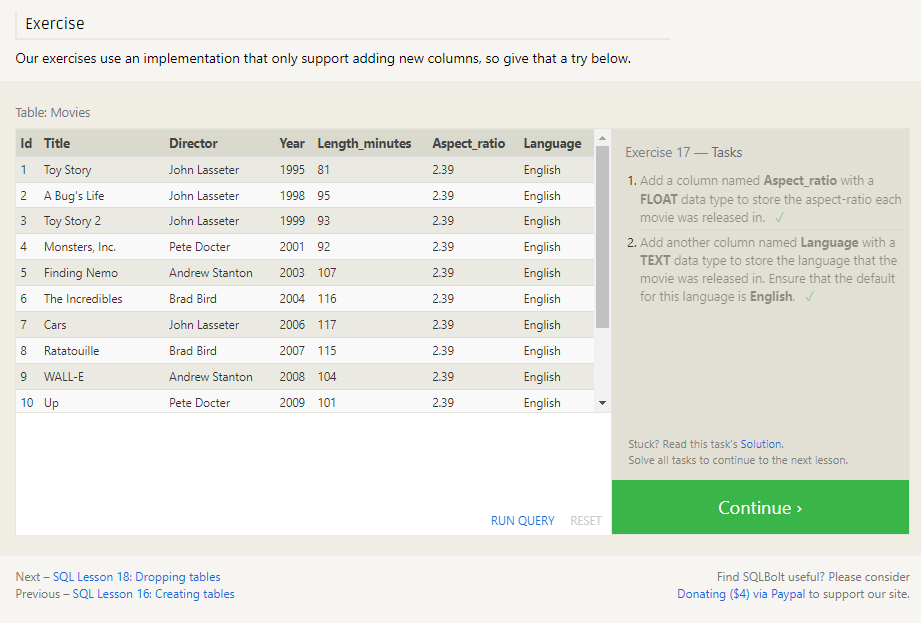 Exercise
Our exercises use an implementation that only support adding new columns, so give that a try below.
Table: Movies
Id Title Director Year Length_minutes Aspect_ratio Language
1 Toy Story John Lasseter 1995 81 2.39 English
2 A Bug's Life John Lasseter 1998 95 2.39 English
3 Toy Story 2 John Lasseter 1999 93 2.39 English
4 Monsters, Inc. Pete Docter 2001 92 2.39 English
5 Finding Nemo Andrew Stanton 2003 107 2.39 English
6 The Incredibles Brad Bird 2004 116 2.39 English
7 Cars John Lasseter 2006 117 2.39 English
8 Ratatouille Brad Bird 2007 115 2.39 English
9 WALL-E Andrew Stanton 2008 104 2.39 English
10 Up Pete Docter 2009 101 2.39 English
RUN QUERY RESET
Exercise 17 — Tasks
1. Add a column named Aspect_ratio with a
FLOAT data type to store the aspect-ratio each
movie was released in. ✓
2. Add another column named Language with a
TEXT data type to store the language that the
movie was released in. Ensure that the default
for this language is English. ✓
Stuck? Read this task's Solution.
Solve all tasks to continue to the next lesson.
Continue ›
Next – SQL Lesson 18: Dropping tables
Previous – SQL Lesson 16: Creating tables
Find SQLBolt useful? Please consider
Donating ($4) via Paypal to support our site.